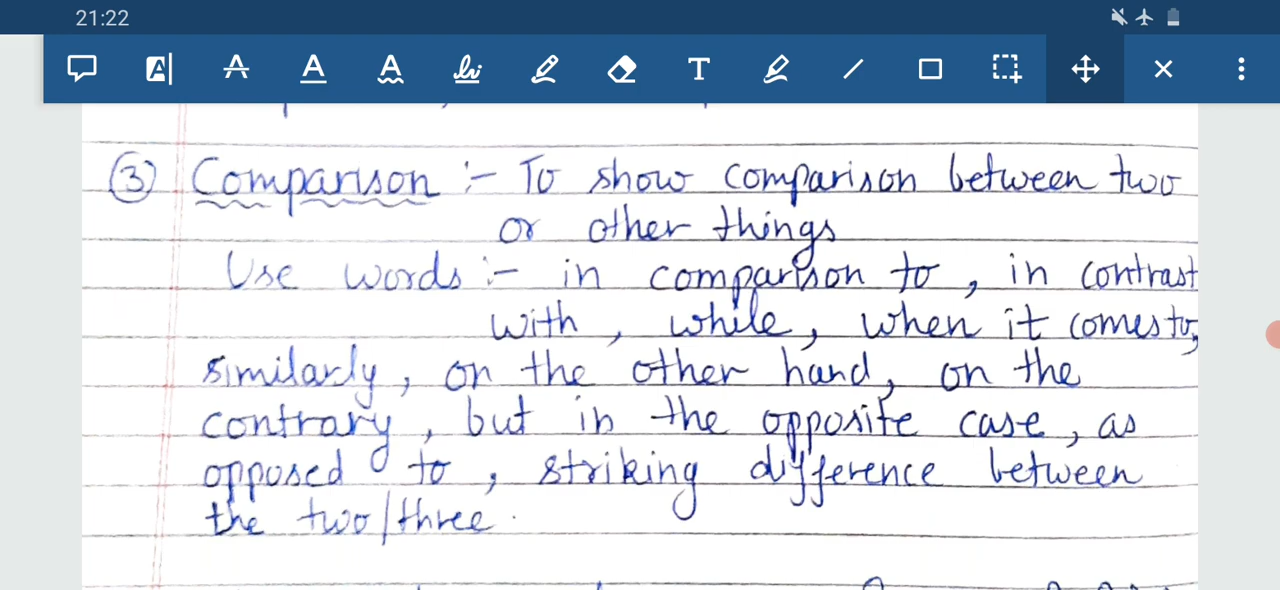 21:22
A
A
A
A
T
③ Comparison :- To show comparison between two
or other things
Use words :- in comparison to, in contrast
with, while, when it comes to,
similarly, on the other hand, on the
contrary, but in the opposite case, as
opposed to, striking difference between
the two/three.